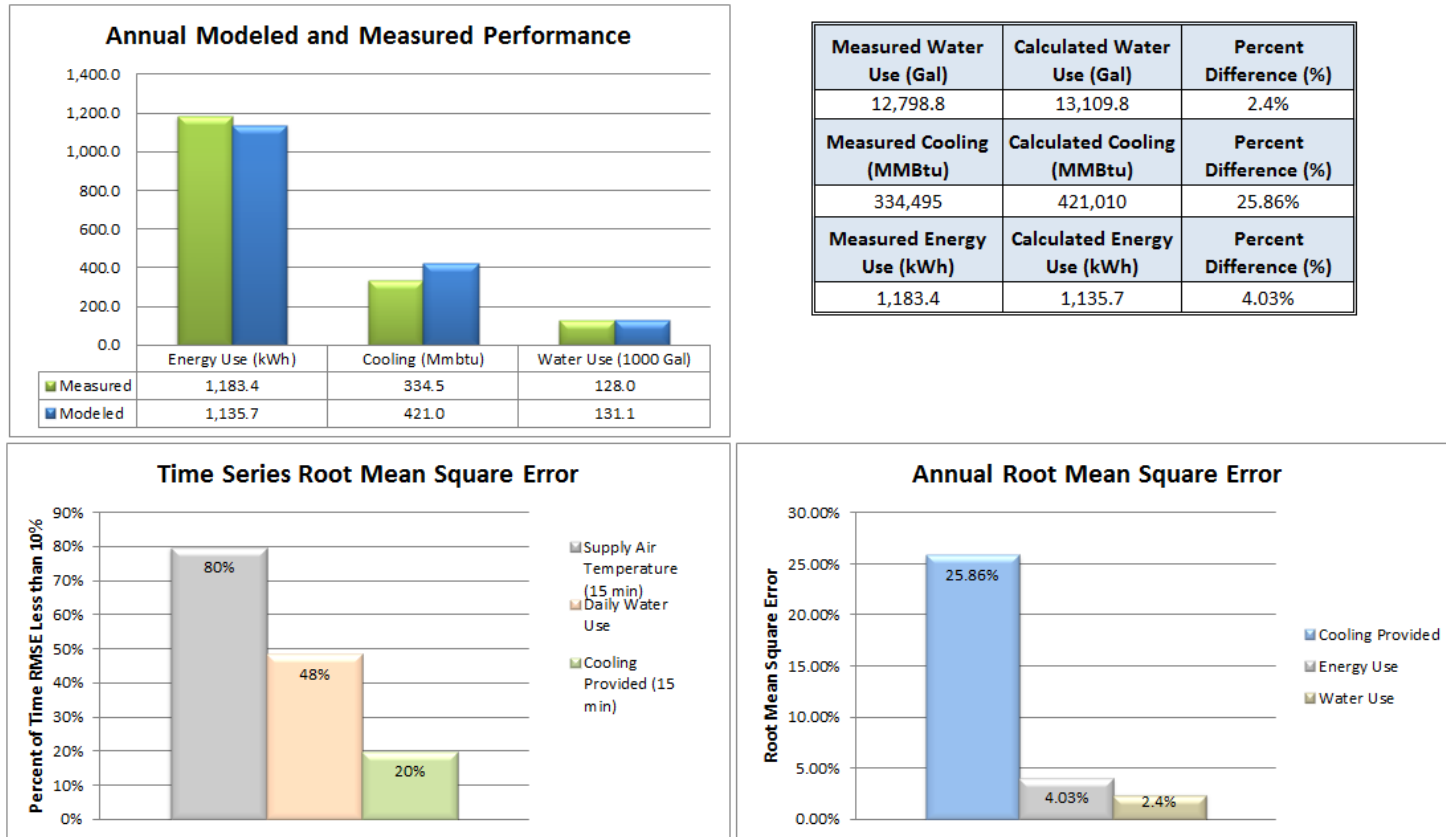 Annual Modeled and Measured Performance
1,400.0
1,200.0
1,000.0
800.0
600.0
400.0
200.0
0.0
Energy Use (kWh) Cooling (Mmbtu) Water Use (1000 Gal)
Measured 1,183.4 334.5 128.0
Modeled 1,135.7 421.0 131.1
Measured Water Use (Gal) Calculated Water Use (Gal) Percent Difference (%)
12,798.8 13,109.8 2.4%
Measured Cooling (MMBtu) Calculated Cooling (MMBtu) Percent Difference (%)
334,495 421,010 25.86%
Measured Energy Use (kWh) Calculated Energy Use (kWh) Percent Difference (%)
1,183.4 1,135.7 4.03%
Time Series Root Mean Square Error
Percent of Time RMSE Less than 10%
90%
80%
70%
60%
50%
40%
30%
20%
10%
0%
80%
48%
20%
Supply Air
Temperature
(15 min)
Daily Water
Use
Cooling
Provided (15
min)
Annual Root Mean Square Error
Root Mean Square Error
30.00%
25.00%
20.00%
15.00%
10.00%
5.00%
0.00%
25.86%
4.03%
2.4%
Cooling Provided
Energy Use
Water Use